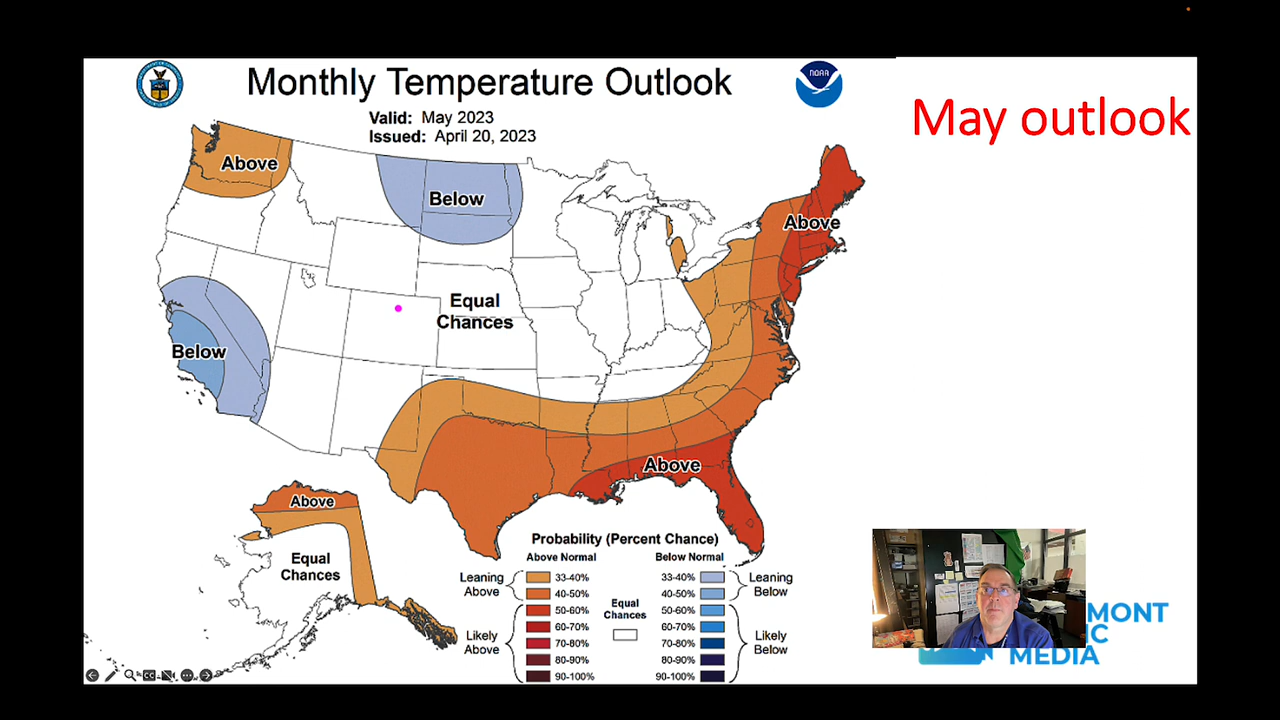 Monthly Temperature Outlook
NOAA
May outlook
Valid: May 2023
Issued: April 20, 2023
Above
Below
Above
Equal
Chances
Below
Above
Above
Equal
Chances
Probability (Percent Chance)
Above Normal
Below Normal
Leaning
Above
33-40%
40-50%
Likely
Above
50-60%
60-70%
70-80%
80-90%
90-100%
Equal
Chances
33-40%
40-50%
Leaning
Below
50-60%
60-70%
70-80%
80-90%
90-100%
Likely
Below
MONT
IC
MEDIA
CC